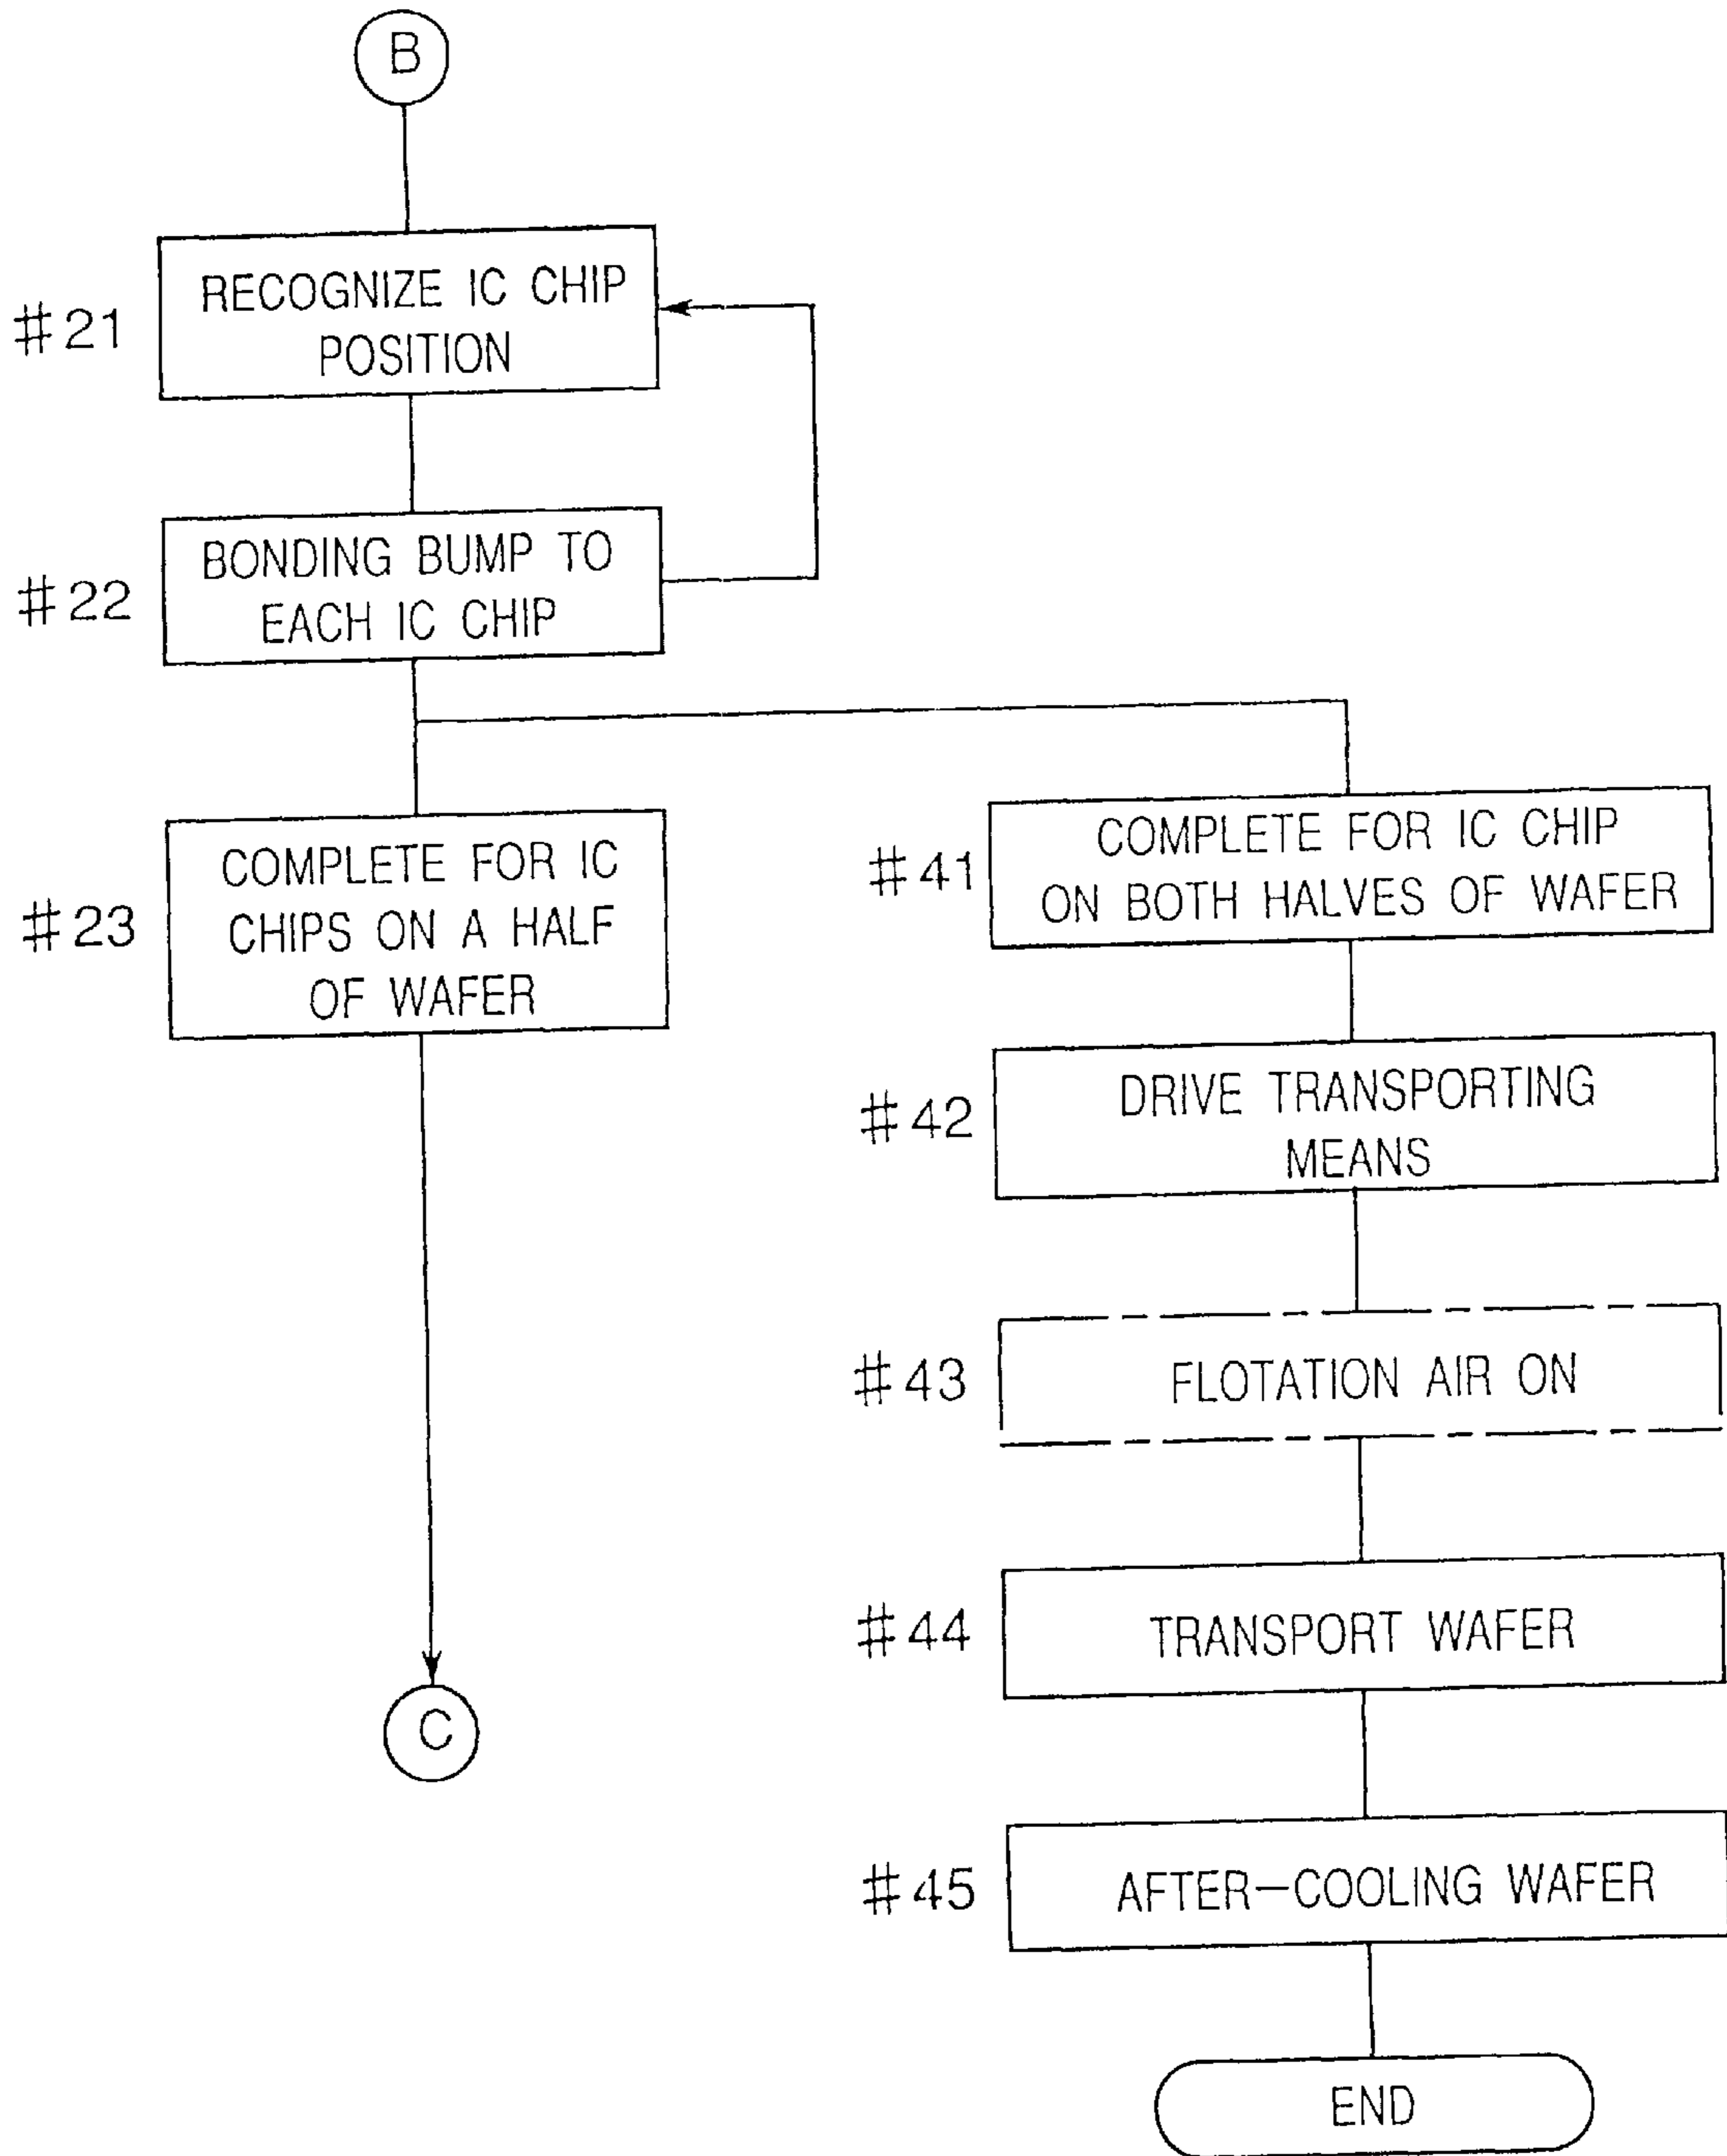 B
#21
RECOGNIZE IC CHIP
POSITION
#22
BONDING BUMP TO
EACH IC CHIP
#23
COMPLETE FOR IC
CHIPS ON A HALF
OF WAFER
C
#41
COMPLETE FOR IC CHIP
ON BOTH HALVES OF WAFER
#42
DRIVE TRANSPORTING
MEANS
#43
FLOTATION AIR ON
#44
TRANSPORT WAFER
#45
AFTER-COOLING WAFER
END